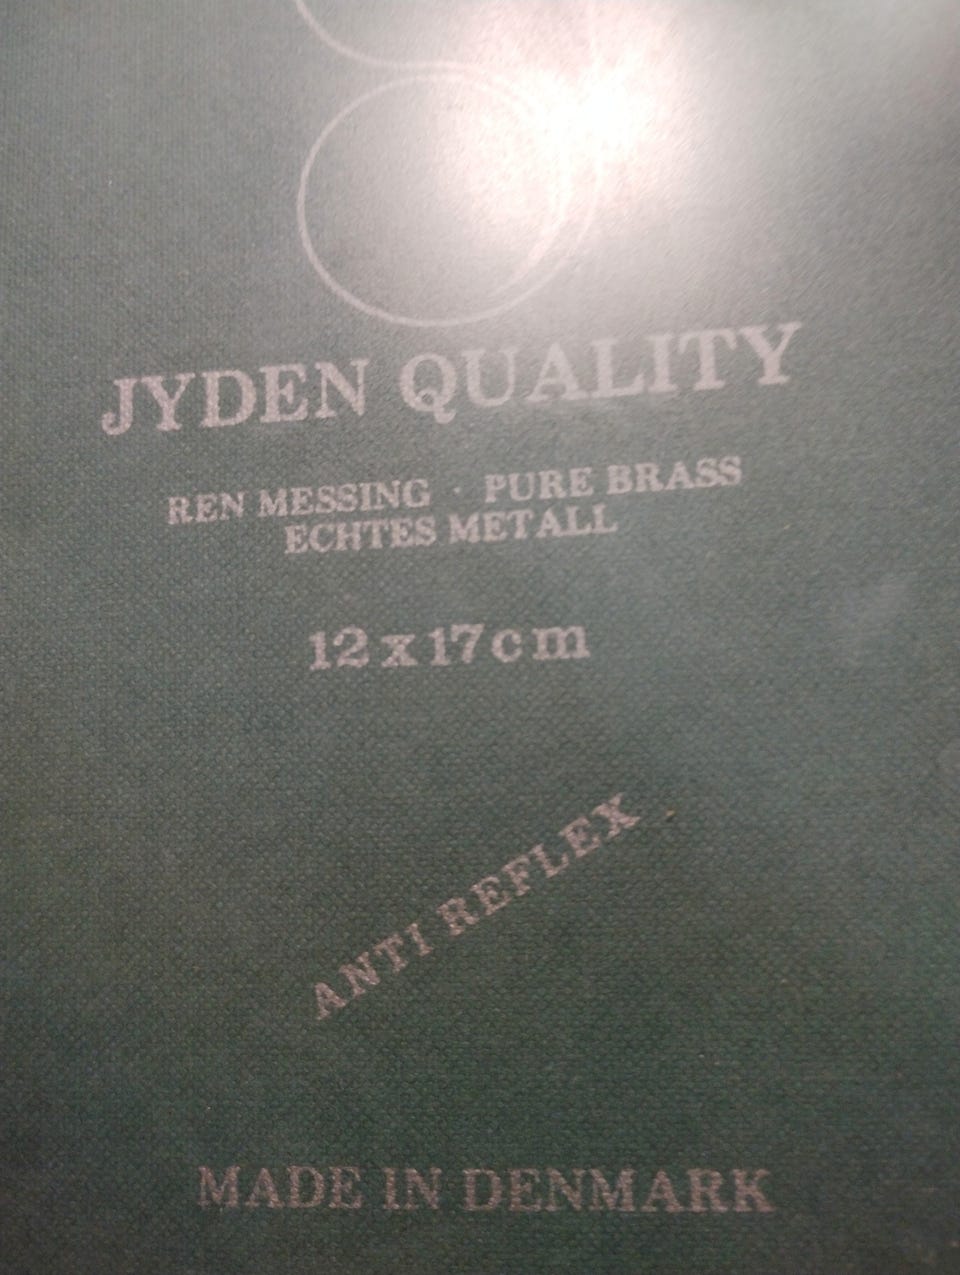 JYDEN QUALITY
REN MESSING · PURE BRASS
ECHTES METALL
12 x 17 cm
ANTI REFLEX
MADE IN DENMARK